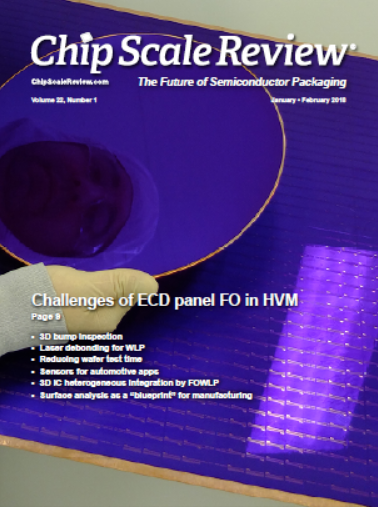 Chip Scale Review®
ChipScaleReview.com
The Future of Semiconductor Packaging
Volume 22, Number 1
January • February 2018
Challenges of ECD panel FO in HVM
Page 9
• 3D bump inspection
• Laser debonding for WLP
• Reducing wafer test time
• Sensors for automotive apps
• 3D IC heterogeneous integration by FOWLP
• Surface analysis as a "blueprint" for manufacturing